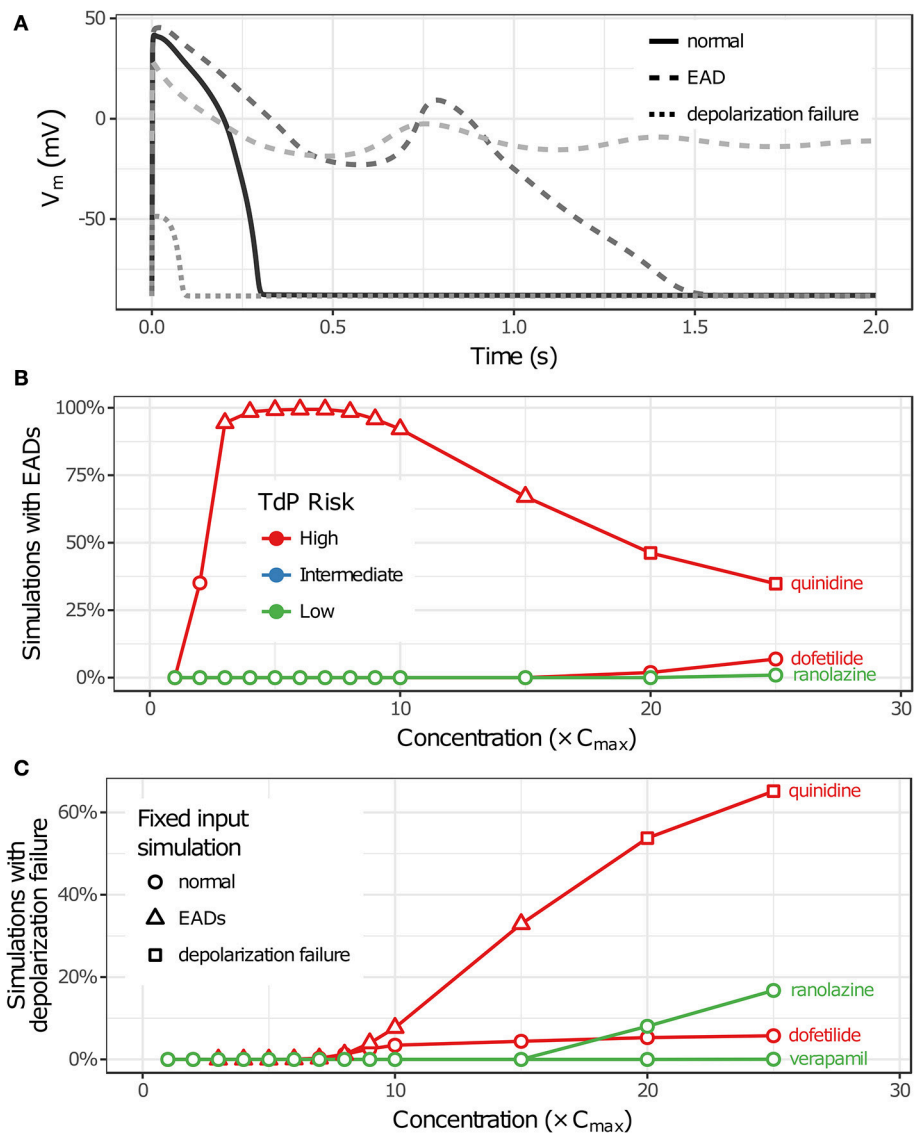 A
50
0
-50
V_m (mV)
normal
EAD
depolarization failure
0.0
0.5
1.0
1.5
2.0
Time (s)
B
100%
75%
50%
25%
0%
Simulations with EADs
TdP Risk
High
Intermediate
Low
quinidine
dofetilide
ranolazine
0
10
20
30
Concentration (× C_max)
C
60%
40%
20%
0%
Simulations with
depolarization failure
Fixed input
simulation
normal
EADs
depolarization failure
quinidine
ranolazine
dofetilide
verapamil
0
10
20
30
Concentration (× C_max)